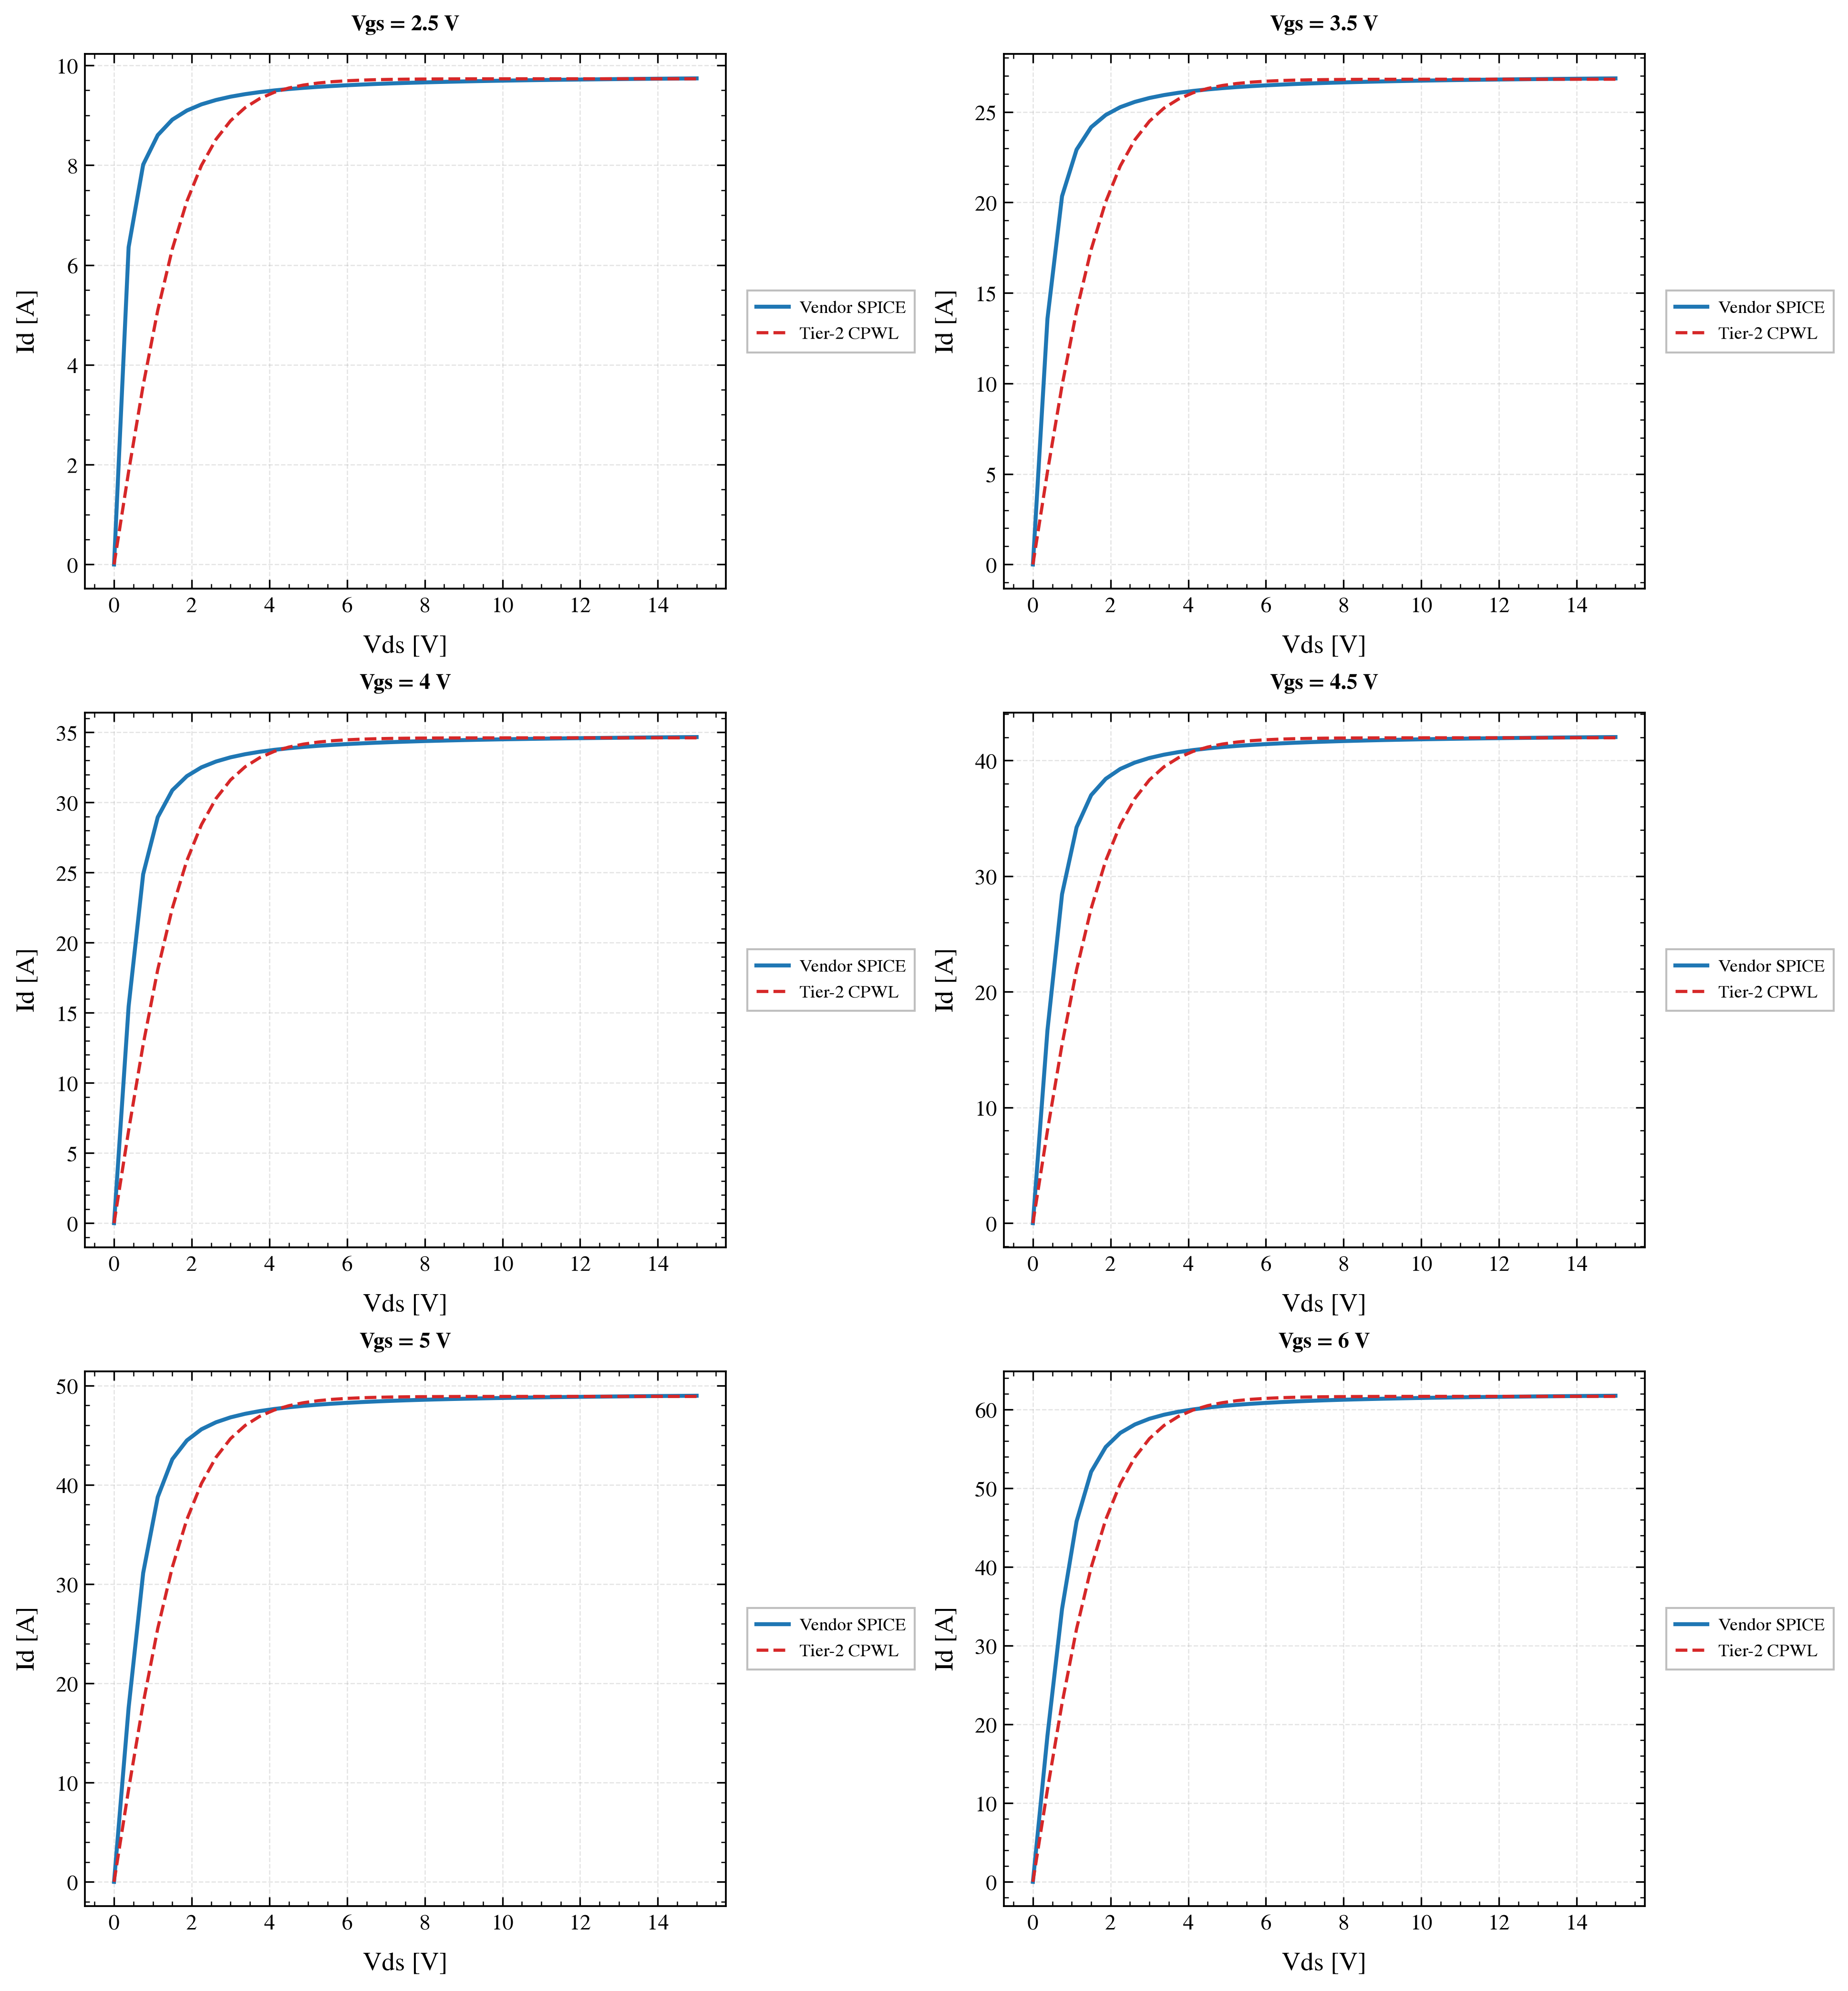 Vgs = 2.5 V
10
8
6
4
2
0
Id [A]
0 2 4 6 8 10 12 14
Vds [V]
Vendor SPICE
Tier-2 CPWL
Vgs = 3.5 V
25
20
15
10
5
0
Id [A]
0 2 4 6 8 10 12 14
Vds [V]
Vendor SPICE
Tier-2 CPWL
Vgs = 4 V
35
30
25
20
15
10
5
0
Id [A]
0 2 4 6 8 10 12 14
Vds [V]
Vendor SPICE
Tier-2 CPWL
Vgs = 4.5 V
40
30
20
10
0
Id [A]
0 2 4 6 8 10 12 14
Vds [V]
Vendor SPICE
Tier-2 CPWL
Vgs = 5 V
50
40
30
20
10
0
Id [A]
0 2 4 6 8 10 12 14
Vds [V]
Vendor SPICE
Tier-2 CPWL
Vgs = 6 V
60
50
40
30
20
10
0
Id [A]
0 2 4 6 8 10 12 14
Vds [V]
Vendor SPICE
Tier-2 CPWL